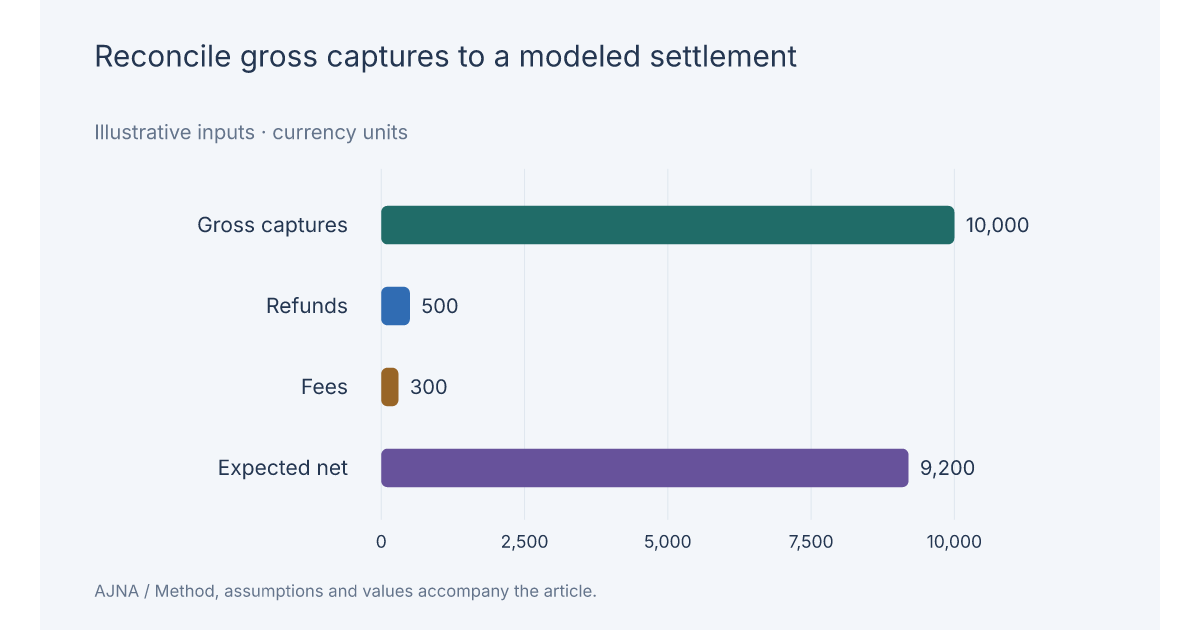 Reconcile gross captures to a modeled settlement
Illustrative inputs · currency units
Gross captures 10,000
Refunds 500
Fees 300
Expected net 9,200
0 2,500 5,000 7,500 10,000
AJNA / Method, assumptions and values accompany the article.